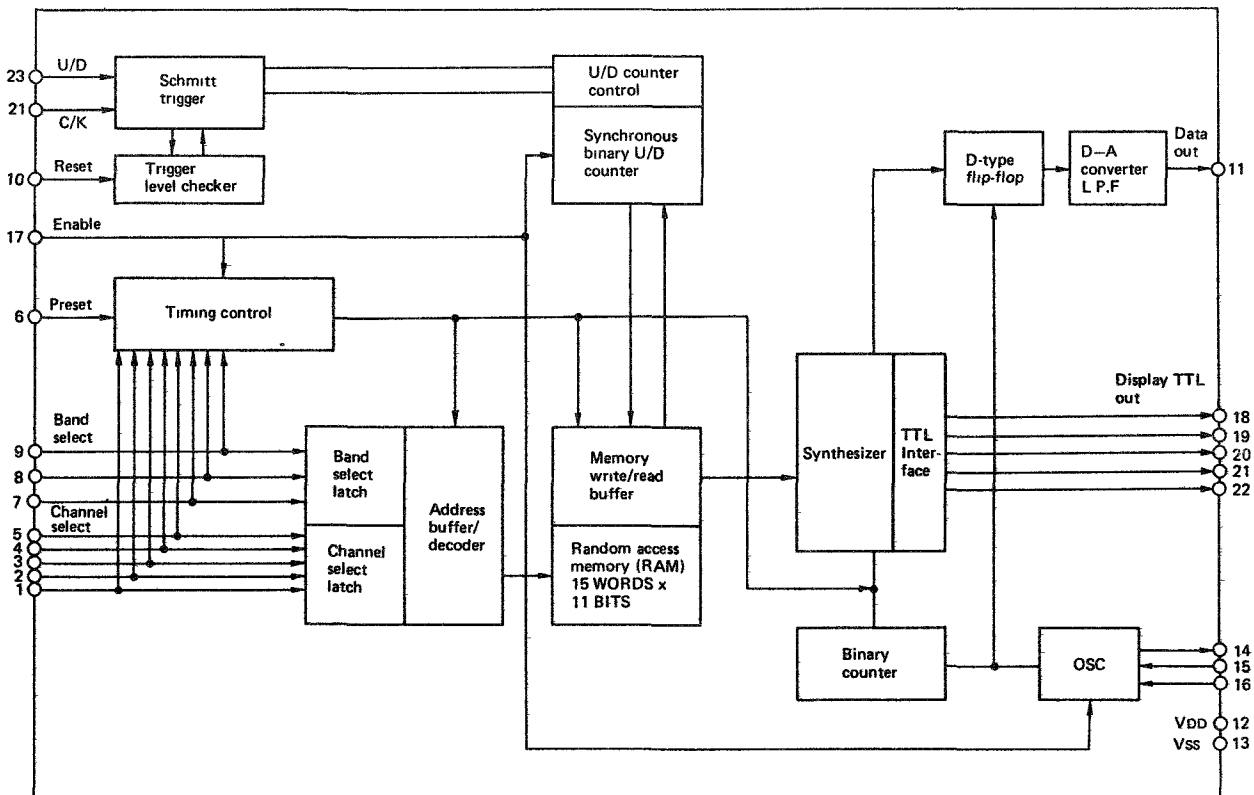 23
U/D
21
C/K
Schmitt
trigger
10
Reset
Trigger
level checker
17
Enable
6
Preset
Timing control
U/D counter
control
Synchronous
binary U/D
counter
D-type
flip-flop
D-A
converter
L P.F
Data
out
11
Band
select
9
8
7
Channel
select
5
4
3
2
1
Band
select
latch
Channel
select
latch
Address
buffer/
decoder
Memory
write/read
buffer
Random access
memory (RAM)
15 WORDS x
11 BITS
Synthesizer
TTL
Inter-
face
Display TTL
out
18
19
20
21
22
Binary
counter
OSC
14
15
16
VDD
12
VSS
13